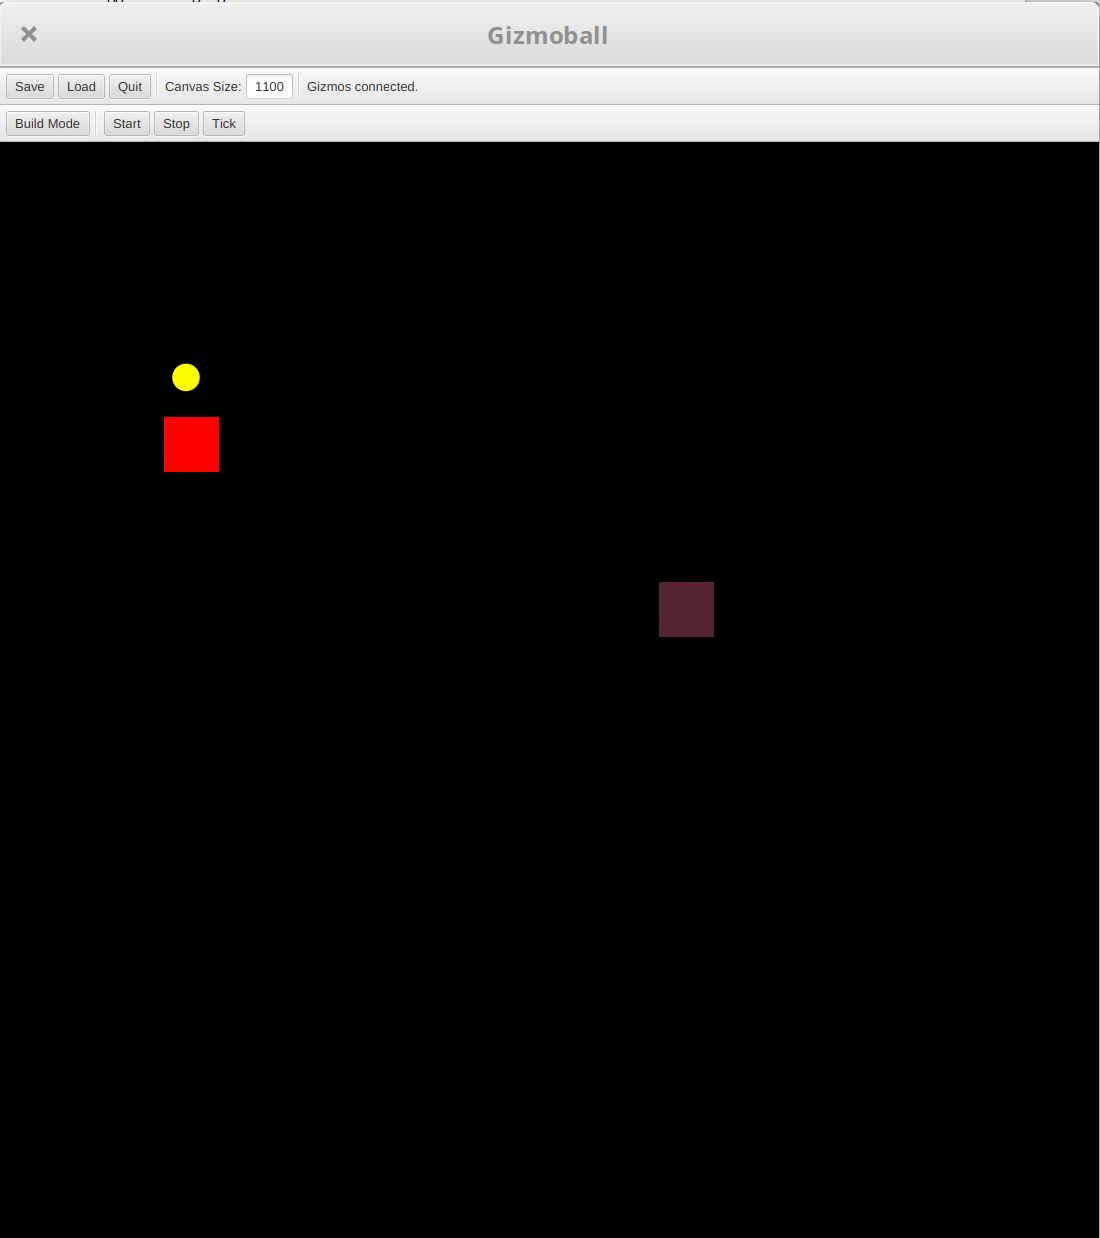 Gizmoball
Save Load Quit Canvas Size: 1100 Gizmos connected.
Build Mode Start Stop Tick